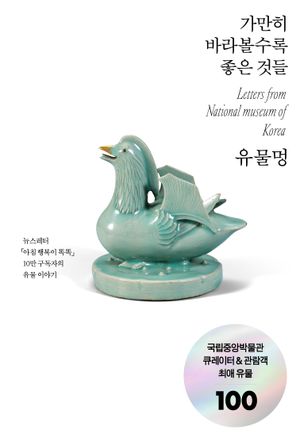 가만히
바라볼수록
좋은 것들
Letters from
National museum of
Korea
유물멍
뉴스레터
「아침 행복이 똑똑」
10만 구독자의
유물 이야기
국립중앙박물관
큐레이터 & 관람객
최애 유물
100